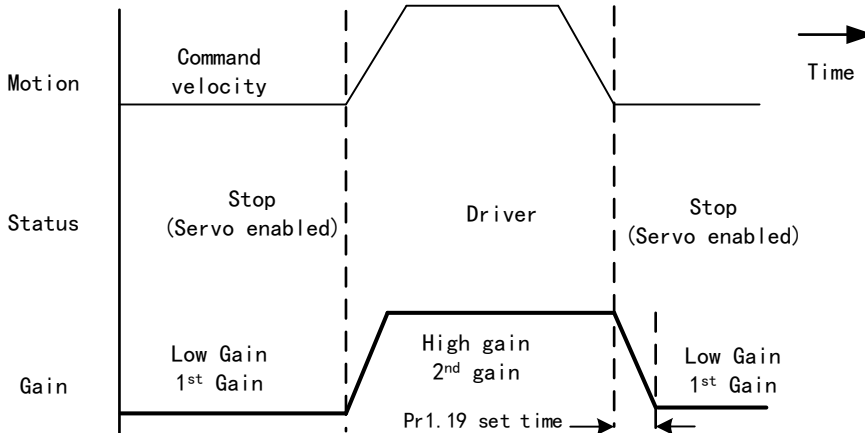 Motion
Command
velocity
Time
Status
Stop
(Servo enabled)
Driver
Stop
(Servo enabled)
Gain
Low Gain
1st Gain
High gain
2nd gain
Low Gain
1st Gain
Pr1.19 set time